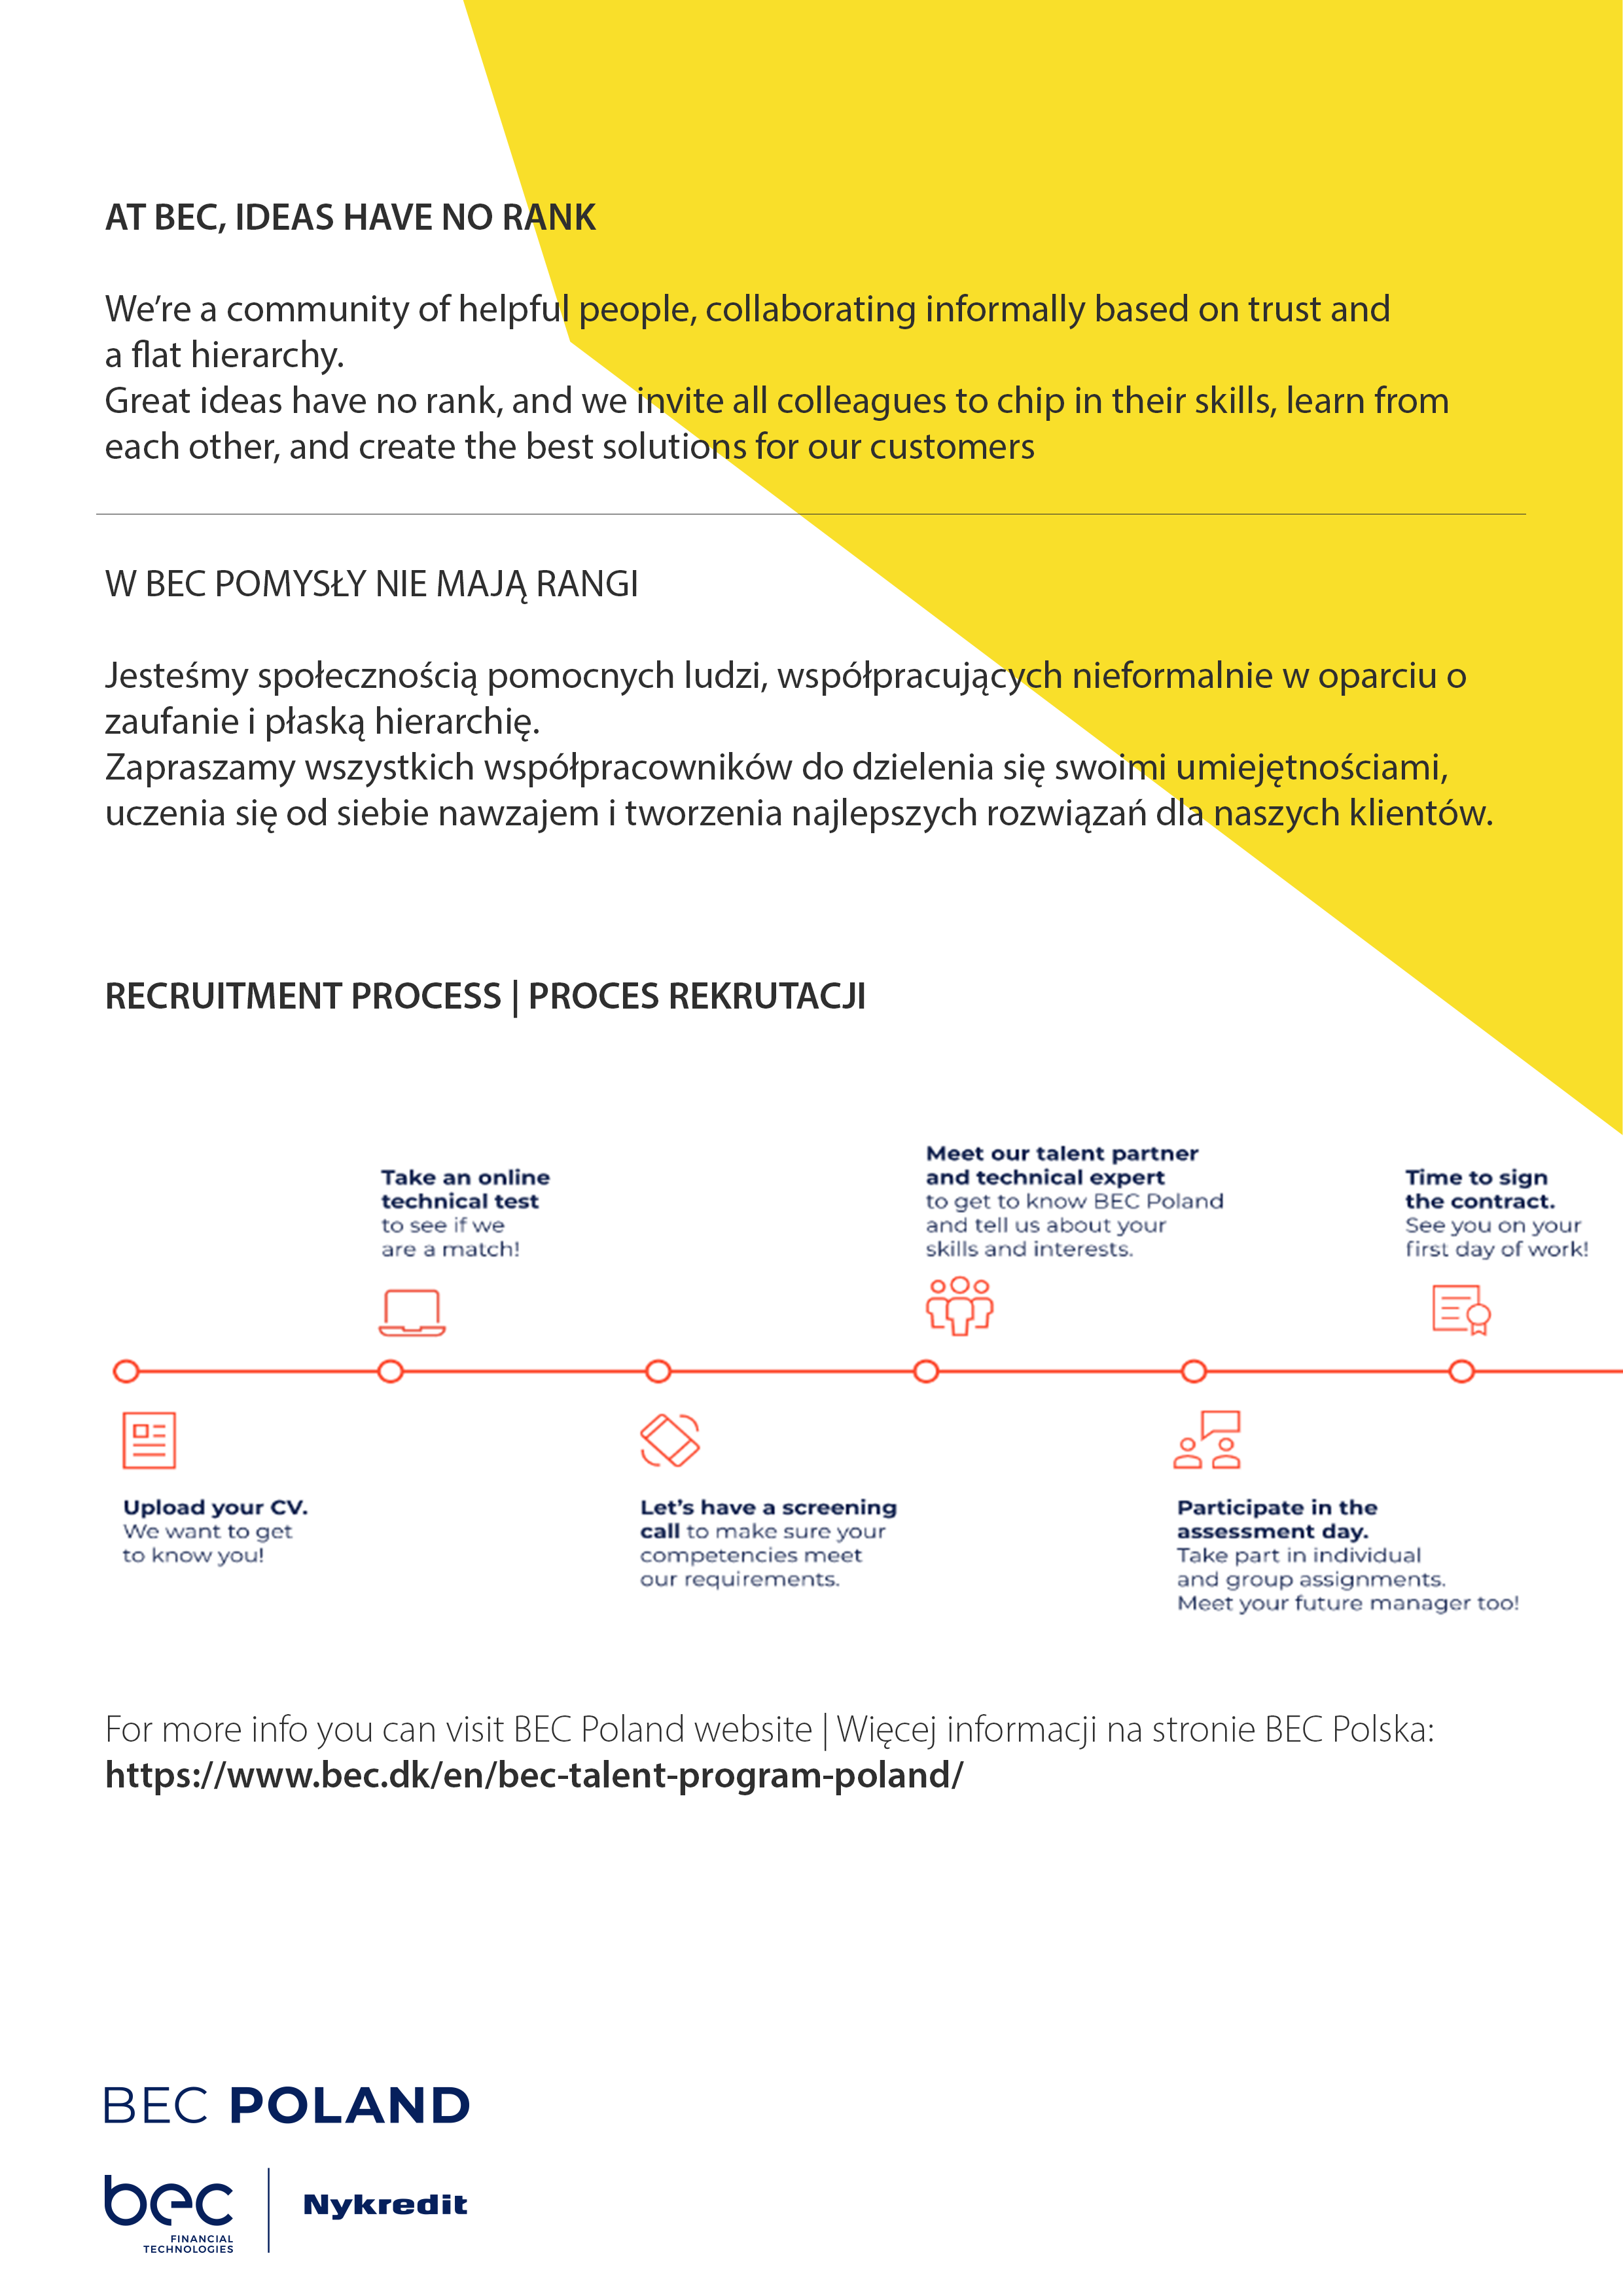 AT BEC, IDEAS HAVE NO RANK
We’re a community of helpful people, collaborating informally based on trust and
a flat hierarchy.
Great ideas have no rank, and we invite all colleagues to chip in their skills, learn from
each other, and create the best solutions for our customers
W BEC POMYSŁY NIE MAJĄ RANGI
Jesteśmy społecznością pomocnych ludzi, współpracujących nieformalnie w oparciu o
zaufanie i płaską hierarchię.
Zapraszamy wszystkich współpracowników do dzielenia się swoimi umiejętnościami,
uczenia się od siebie nawzajem i tworzenia najlepszych rozwiązań dla naszych klientów.
RECRUITMENT PROCESS | PROCES REKRUTACJI
Upload your CV.
We want to get
to know you!
Take an online
technical test
to see if we
are a match!
Let’s have a screening
call to make sure your
competencies meet
our requirements.
Meet our talent partner
and technical expert
to get to know BEC Poland
and tell us about your
skills and interests.
Participate in the
assessment day.
Take part in individual
and group assignments.
Meet your future manager too!
Time to sign
the contract.
See you on your
first day of work!
For more info you can visit BEC Poland website | Więcej informacji na stronie BEC Polska:
https://www.bec.dk/en/bec-talent-program-poland/
BEC POLAND
bec
FINANCIAL
TECHNOLOGIES
Nykredit